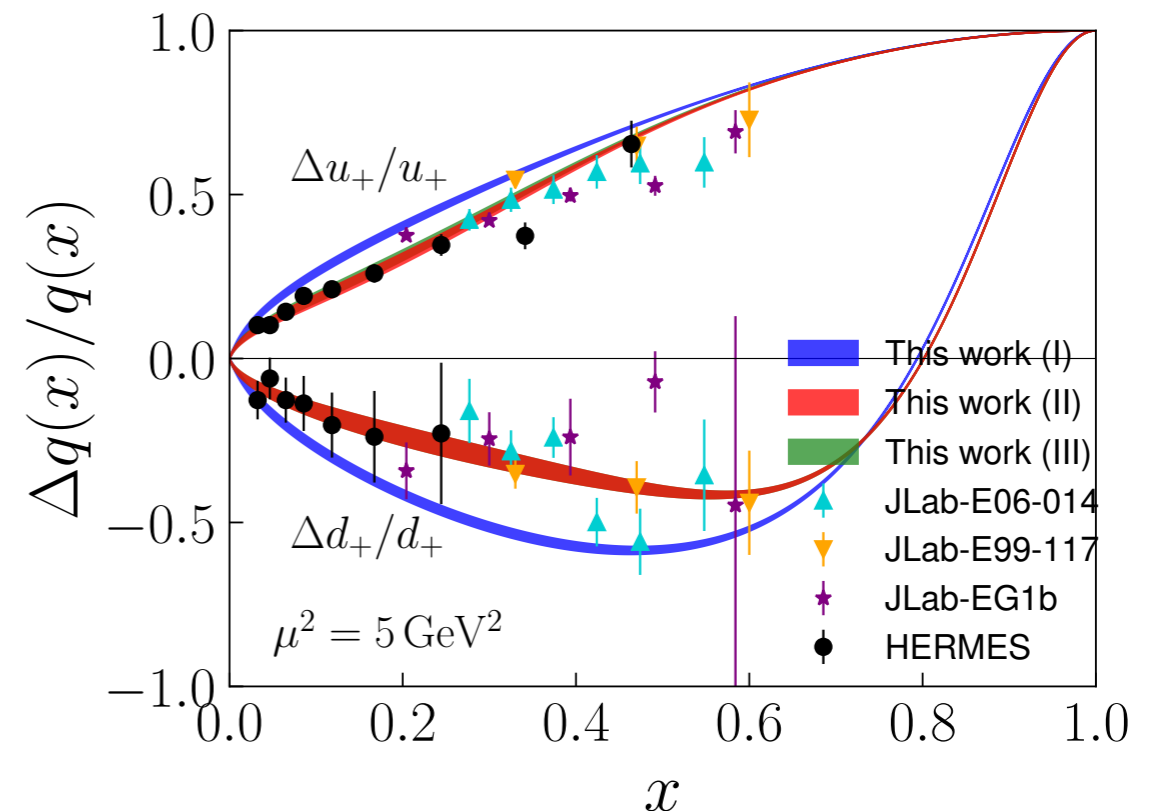 Δq(x)/q(x)
1.0
0.5
0.0
−0.5
−1.0
Δu₊/u₊
Δd₊/d₊
μ² = 5 GeV²
This work (I)
This work (II)
This work (III)
JLab-E06-014
JLab-E99-117
JLab-EG1b
HERMES
0.0 0.2 0.4 0.6 0.8 1.0
x